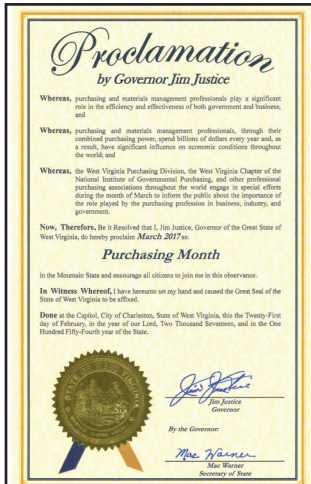 Proclamation
by Governor Jim Justice
Whereas, purchasing and materials management professionals play a significant
role in the efficiency and effectiveness of both government and business;
and
Whereas, purchasing and materials management professionals, through their
combined purchasing power, spend billions of dollars every year and, as
a result, have significant influence on economic conditions throughout
the world; and
Whereas, the West Virginia Purchasing Division, the West Virginia Chapter of the
National Institute of Governmental Purchasing, and other professional
purchasing associations throughout the world engage in special efforts
during the month of March to inform the public about the importance of
the role played by the purchasing profession in business, industry, and
government.
Now, Therefore, Be it Resolved that I, Jim Justice, Governor of the Great State of
West Virginia, do hereby proclaim March 2017 as:
Purchasing Month
in the Mountain State and encourage all citizens to join me in this observance.
In Witness Whereof, I have hereunto set my hand and caused the Great Seal of the
State of West Virginia to be affixed.
Done at the Capitol, City of Charleston, State of West Virginia, this the Twenty-First
day of February, in the year of our Lord, Two Thousand Seventeen, and in the One
Hundred Fifty-Fourth year of the State.
Jim Justice
Jim Justice
Governor
By the Governor:
Mac Warner
Mac Warner
Secretary of State